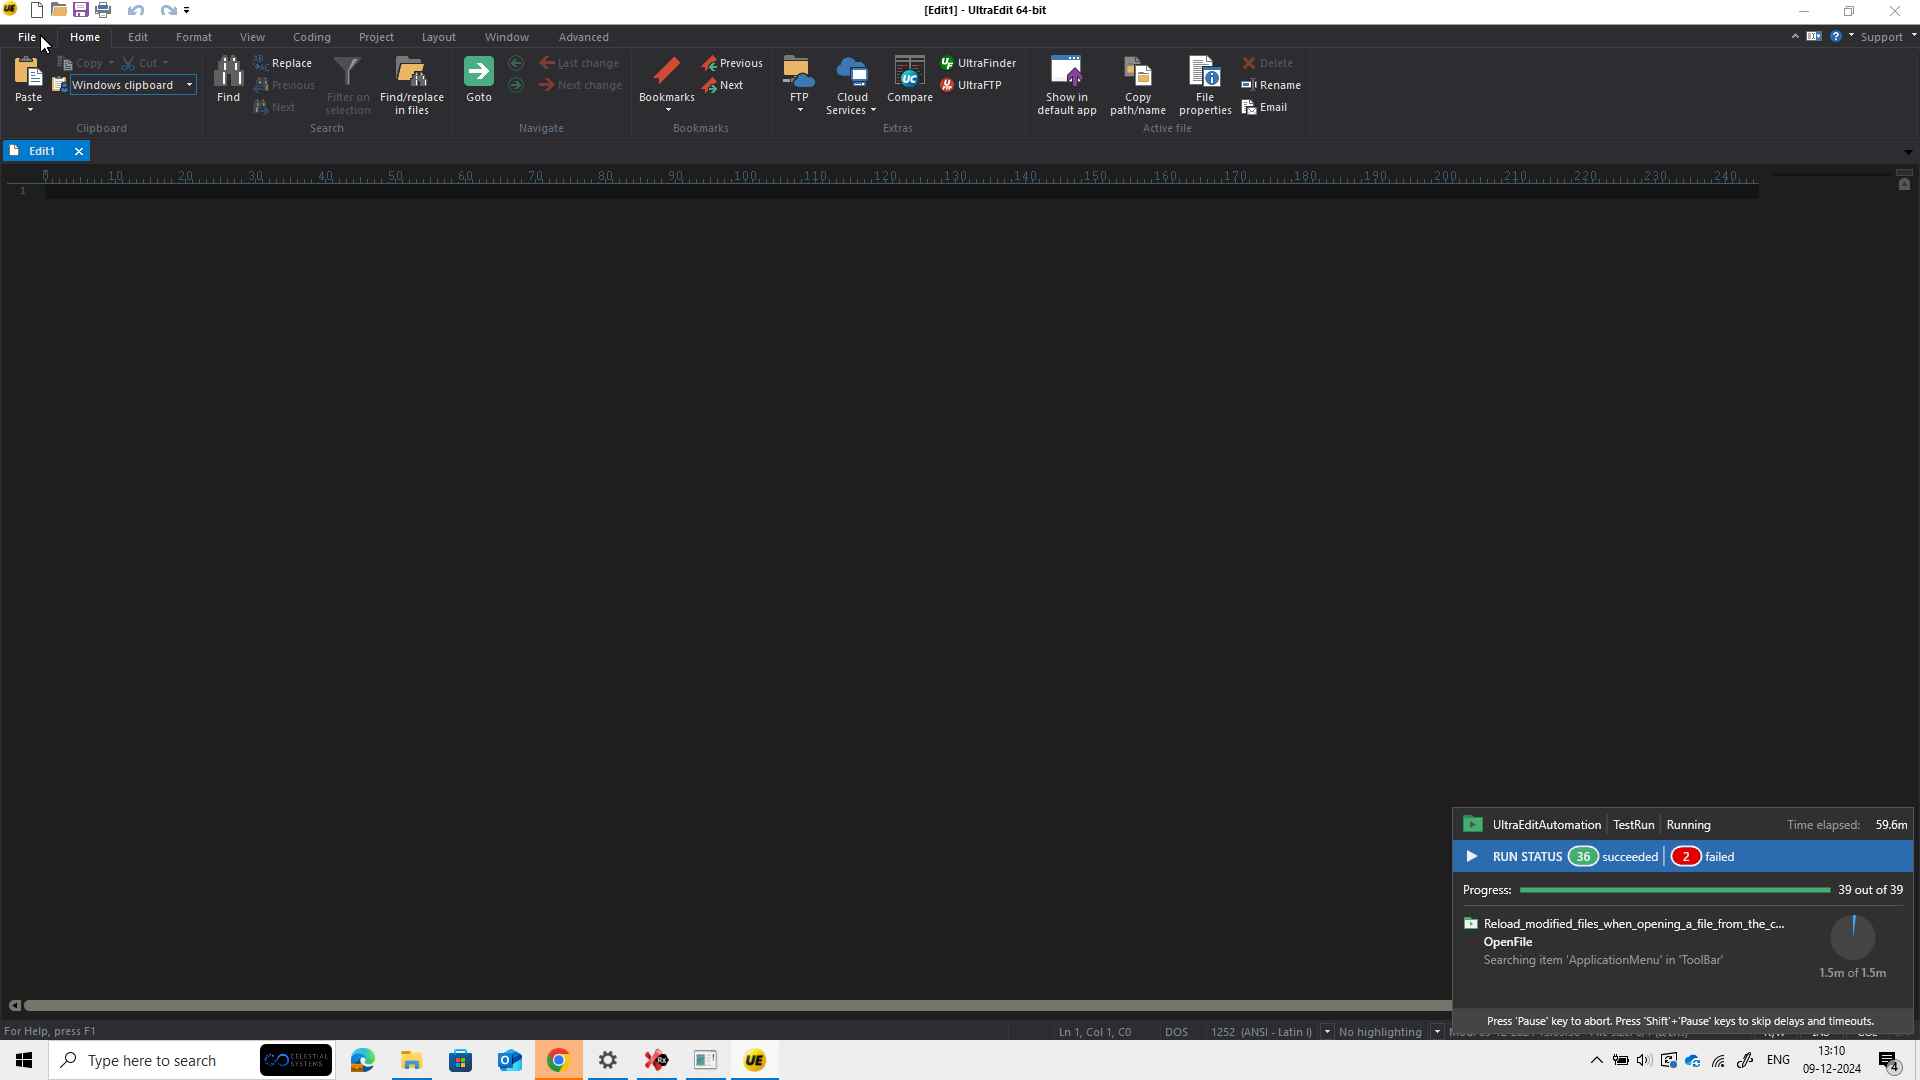 [Edit1] - UltraEdit 64-bit
File Home Edit Format View Coding Project Layout Window Advanced Support
Paste Copy Cut
Windows clipboard
Clipboard
Find Replace
Previous
Next
Filter on selection
Find/replace in files
Search
Goto Last change
Next change
Navigate
Bookmarks Previous
Next
Bookmarks
FTP Cloud Services Compare UltraFinder
UltraFTP
Extras
Show in default app
Copy path/name
File properties
Delete
Rename
Email
Active file
Edit1
0 10 20 30 40 50 60 70 80 90 100 110 120 130 140 150 160 170 180 190 200 210 220 230 240
1
UltraEditAutomation TestRun Running Time elapsed: 59.6m
RUN STATUS 36 succeeded 2 failed
Progress: 39 out of 39
Reload_modified_files_when_opening_a_file_from_the_c...
OpenFile
Searching item 'ApplicationMenu' in 'ToolBar'
1.5m of 1.5m
Press 'Pause' key to abort. Press 'Shift'+'Pause' keys to skip delays and timeouts.
For Help, press F1 Ln 1, Col 1, C0 DOS 1252 (ANSI - Latin I) No highlighting
Type here to search CELESTIAL SYSTEMS
ENG 13:10
09-12-2024
4